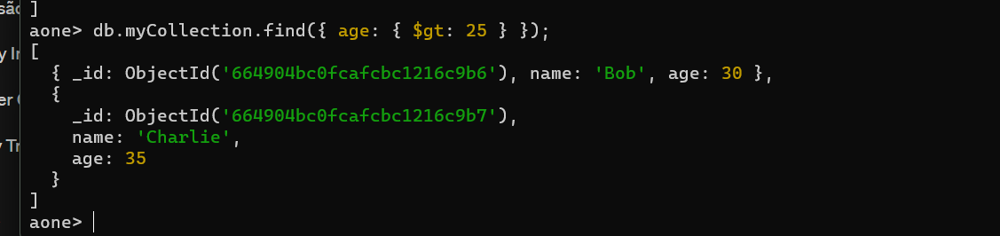 são
y In
er
y Tr
]
aone> db.myCollection.find({ age: { $gt: 25 } });
[
  { _id: ObjectId('664904bc0fcafcbc1216c9b6'), name: 'Bob', age: 30 },
  {
    _id: ObjectId('664904bc0fcafcbc1216c9b7'),
    name: 'Charlie',
    age: 35
  }
]
aone>